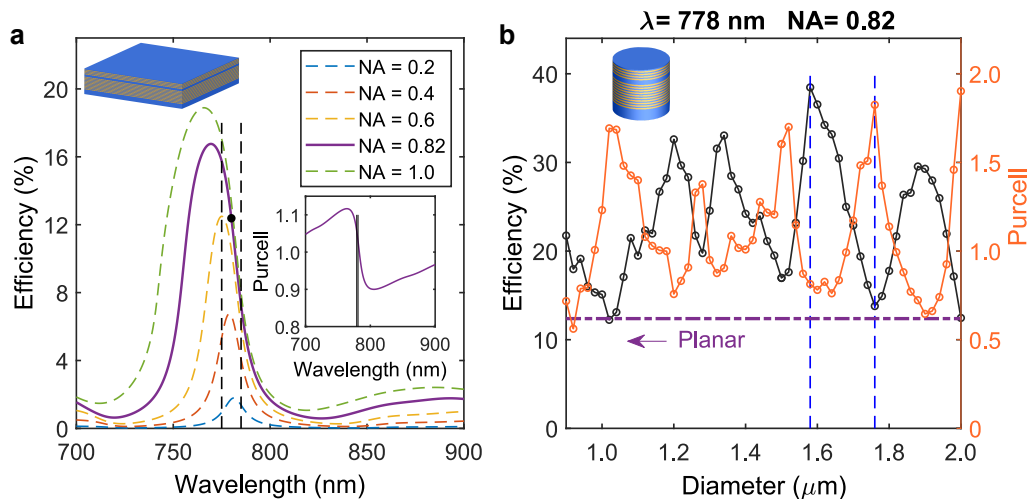 a
Efficiency (%)
20
16
12
8
4
0
700
750
800
850
900
Wavelength (nm)
NA = 0.2
NA = 0.4
NA = 0.6
NA = 0.82
NA = 1.0
Purcell
1.1
1.0
0.9
0.8
700
800
900
Wavelength (nm)
λ= 778 nm NA= 0.82
b
Efficiency (%)
40
30
20
10
0
1.0
1.2
1.4
1.6
1.8
2.0
Diameter (μm)
Planar
2.0
1.5
1.0
0.5
0
Purcell